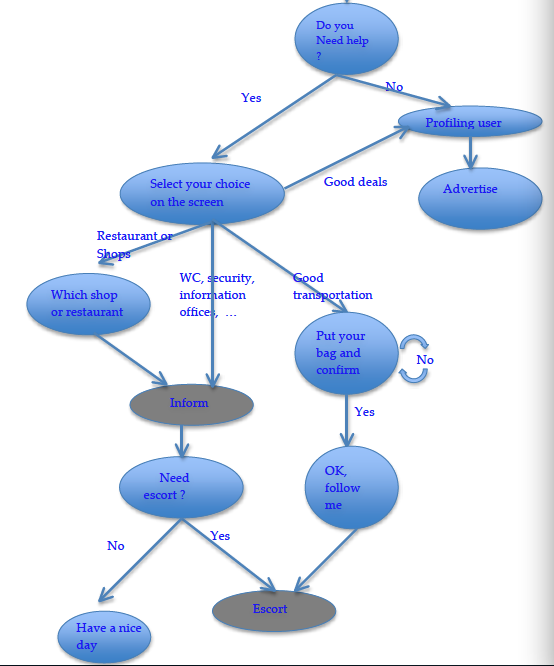 Do you
Need help
?
Yes
No
Profiling user
Select your choice
on the screen
Good deals
Advertise
Restaurant or
Shops
WC, security,
information
offices, ...
Good
transportation
Which shop
or restaurant
Put your
bag and
confirm
No
Inform
Yes
Need
escort ?
OK,
follow
me
No
Yes
Escort
Have a nice
day